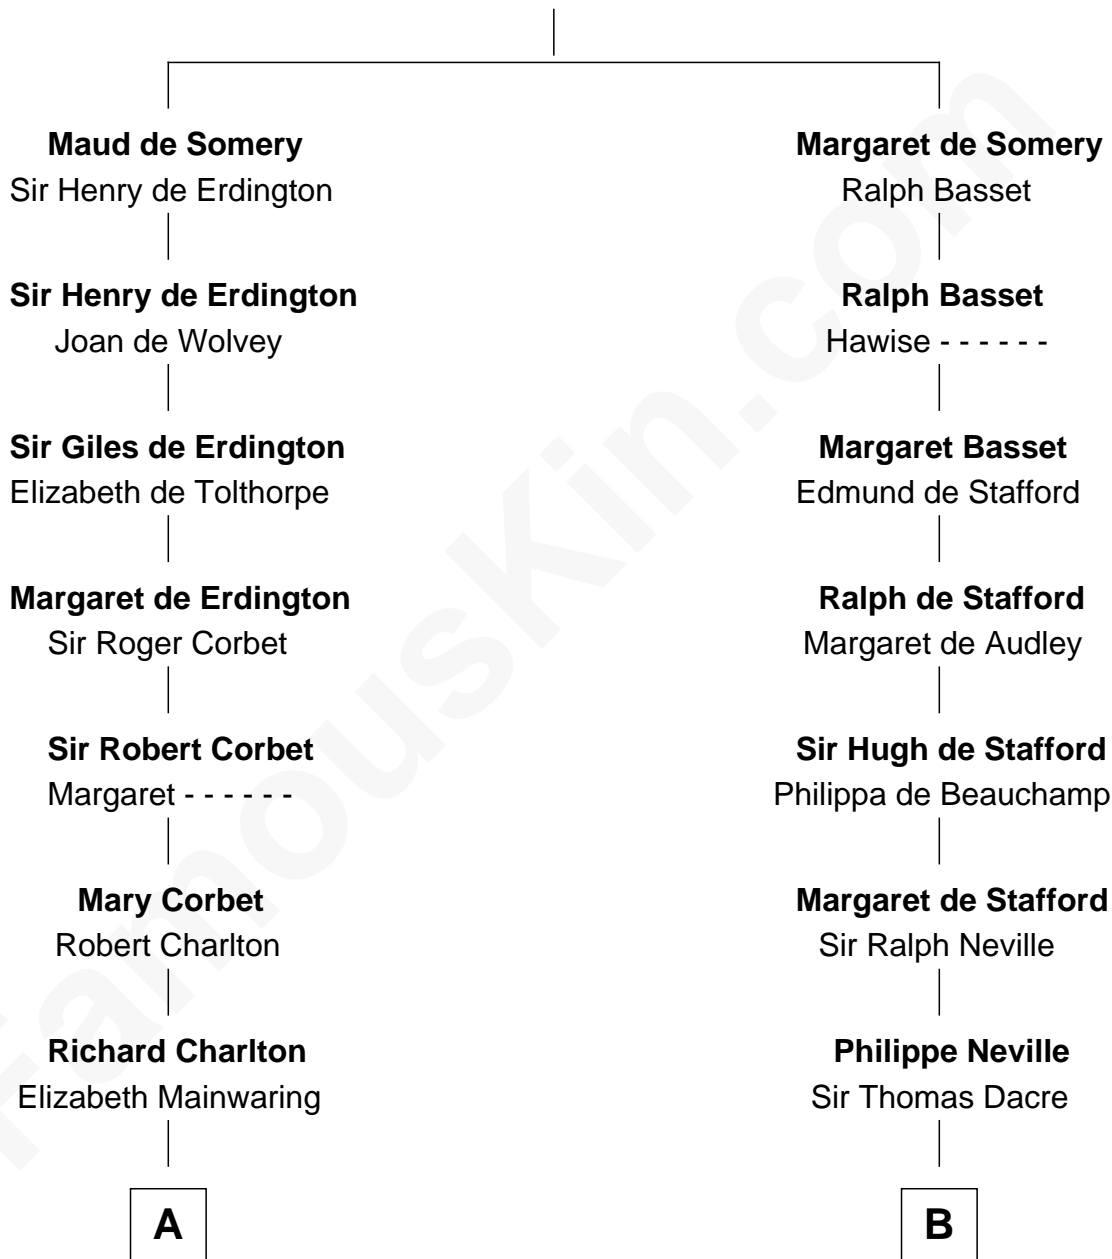 Maud de Somery
Sir Henry de Erdington
Sir Henry de Erdington
Joan de Wolvey
Sir Giles de Erdington
Elizabeth de Tolthorpe
Margaret de Erdington
Sir Roger Corbet
Sir Robert Corbet
Margaret - - - - - -
Mary Corbet
Robert Charlton
Richard Charlton
Elizabeth Mainwaring
A
Margaret de Somery
Ralph Basset
Ralph Basset
Hawise - - - - - -
Margaret Basset
Edmund de Stafford
Ralph de Stafford
Margaret de Audley
Sir Hugh de Stafford
Philippa de Beauchamp
Margaret de Stafford
Sir Ralph Neville
Philippe Neville
Sir Thomas Dacre
B
FamousKin.com